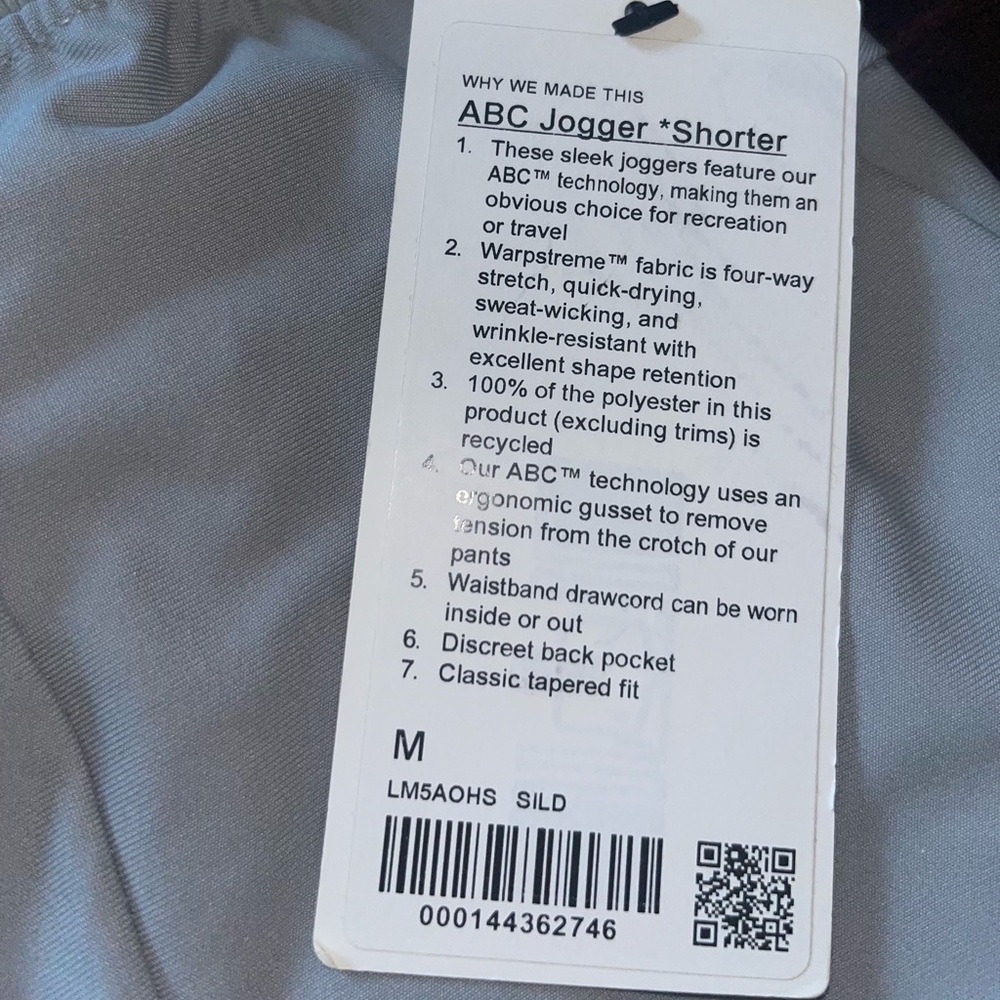 WHY WE MADE THIS
ABC Jogger *Shorter
1. These sleek joggers feature our
ABC™ technology, making them an
obvious choice for recreation
or travel
2. Warpstreme™ fabric is four-way
stretch, quick-drying,
sweat-wicking, and
wrinkle-resistant with
excellent shape retention
3. 100% of the polyester in this
product (excluding trims) is
recycled
4. Our ABC™ technology uses an
ergonomic gusset to remove
tension from the crotch of our
pants
5. Waistband drawcord can be worn
inside or out
6. Discreet back pocket
7. Classic tapered fit
M
LM5AOHS SILD
000144362746